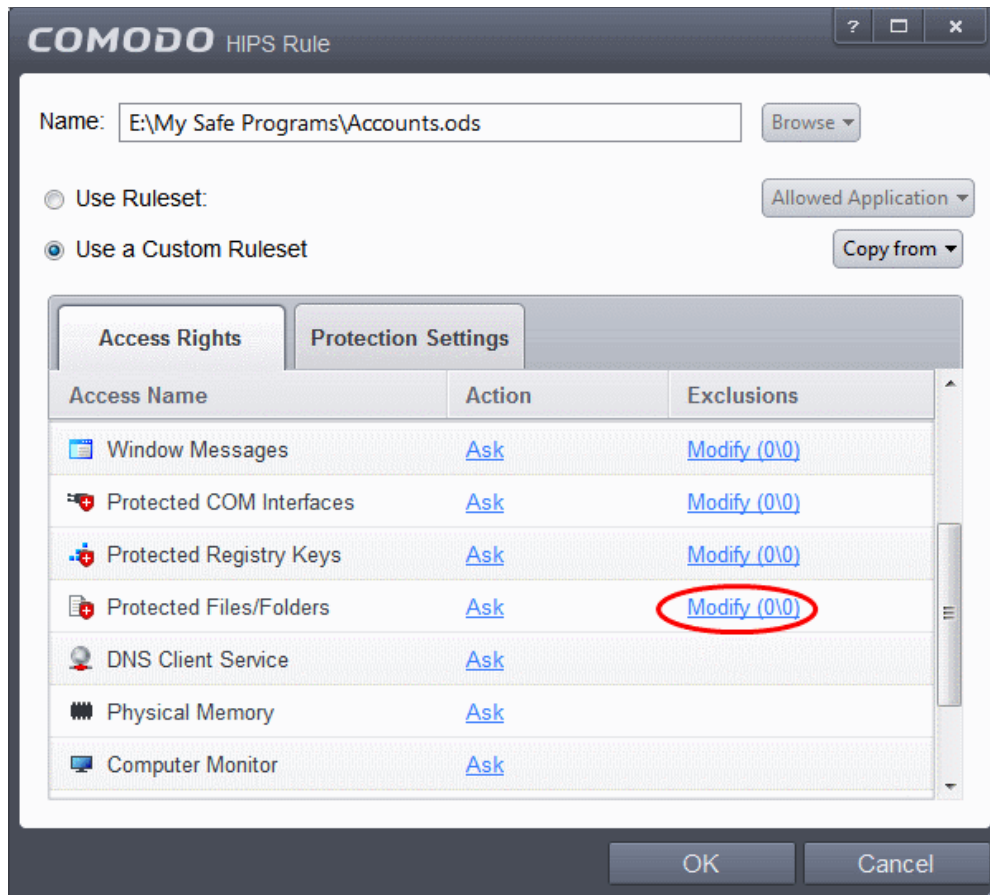 COMODO HIPS Rule
? x
Name: E:\My Safe Programs\Accounts.ods Browse
Use Ruleset: Allowed Application
Use a Custom Ruleset Copy from
Access Rights Protection Settings
Access Name Action Exclusions
Window Messages Ask Modify (0\0)
Protected COM Interfaces Ask Modify (0\0)
Protected Registry Keys Ask Modify (0\0)
Protected Files/Folders Ask Modify (0\0)
DNS Client Service Ask
Physical Memory Ask
Computer Monitor Ask
OK Cancel